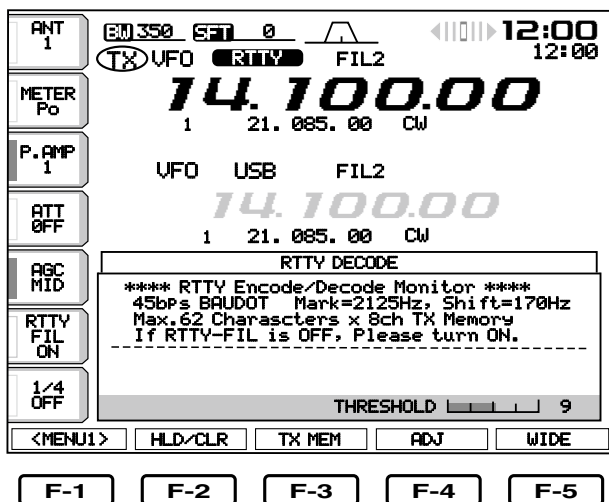 ANT
1
BW 350 SFT 0
12:00
TX VFO RTTY FIL2
12:00
METER
Po
14.100.00
1 21.085.00 CW
P.AMP
1
VFO USB FIL2
ATT
OFF
14.100.00
1 21.085.00 CW
AGC
MID
RTTY DECODE
**** RTTY Encode/Decode Monitor ****
45bps BAUDOT Mark=2125Hz, Shift=170Hz
Max.62 Charascters x 8ch TX Memory
If RTTY-FIL is OFF, Please turn ON.
RTTY
FIL
ON
1/4
OFF
THRESHOLD 9
<MENU1> HLD/CLR TX MEM ADJ WIDE
F-1 F-2 F-3 F-4 F-5